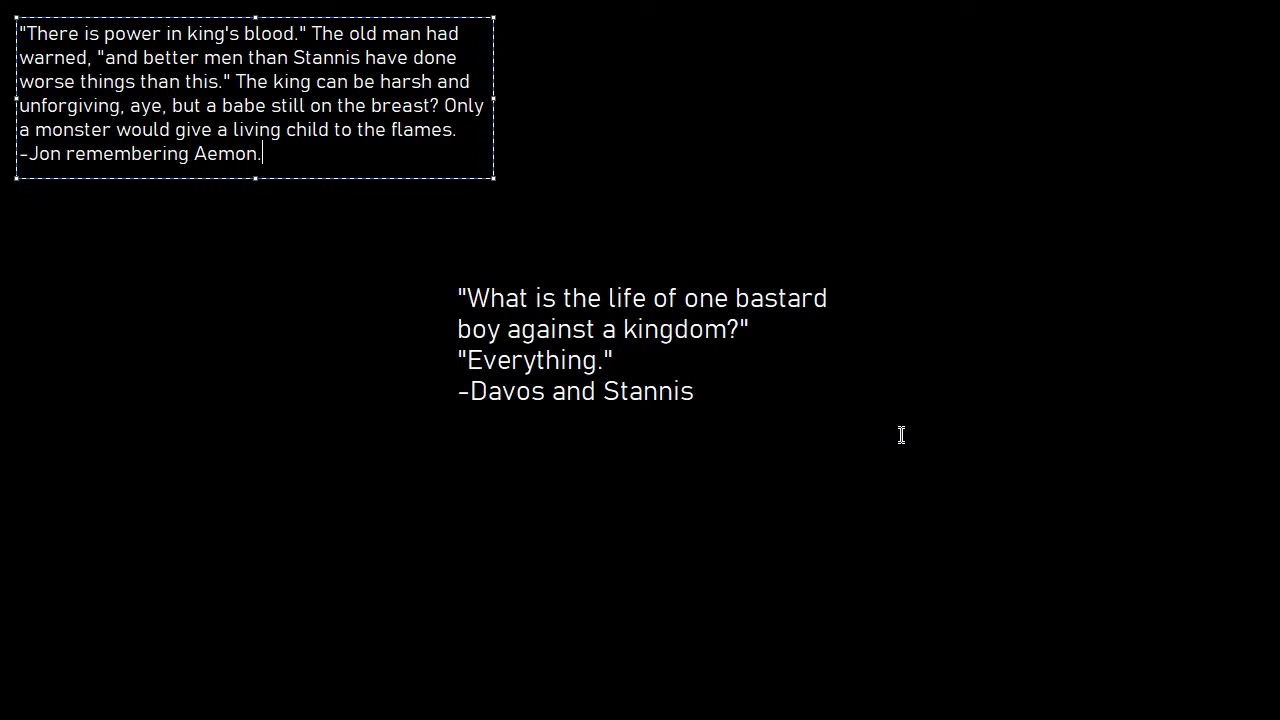 "There is power in king's blood." The old man had
warned, "and better men than Stannis have done
worse things than this." The king can be harsh and
unforgiving, aye, but a babe still on the breast? Only
a monster would give a living child to the flames.
-Jon remembering Aemon.
"What is the life of one bastard
boy against a kingdom?"
"Everything."
-Davos and Stannis